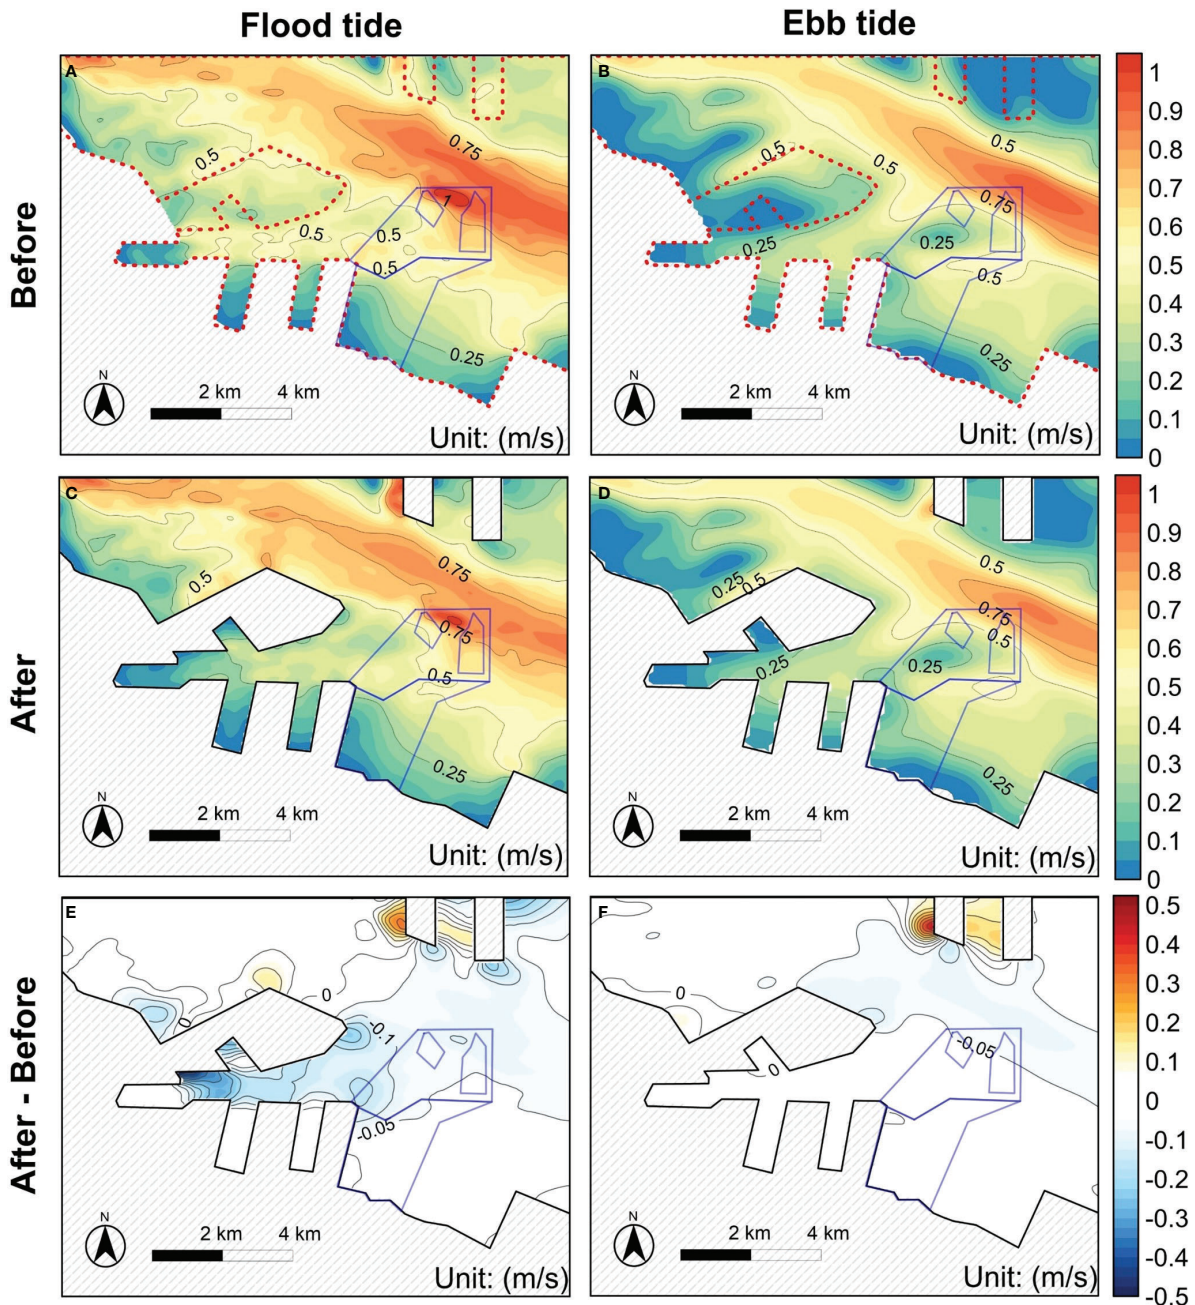 Flood tide
Ebb tide
Before
A
0.5
0.75
1
0.5
0.5
0.5
0.25
N
2 km 4 km
Unit: (m/s)
B
0.5
0.5
0.5
0.75
0.25
0.25
0.5
0.25
N
2 km 4 km
Unit: (m/s)
1
0.9
0.8
0.7
0.6
0.5
0.4
0.3
0.2
0.1
0
After
C
0.5
0.75
0.75
0.5
0.25
N
2 km 4 km
Unit: (m/s)
D
0.5
0.25
0.5
0.75
0.5
0.25
0.25
0.25
N
2 km 4 km
Unit: (m/s)
1
0.9
0.8
0.7
0.6
0.5
0.4
0.3
0.2
0.1
0
After - Before
E
0
0
-0.1
-0.05
N
2 km 4 km
Unit: (m/s)
F
0
-0.05
0
N
2 km 4 km
Unit: (m/s)
0.5
0.4
0.3
0.2
0.1
0
-0.1
-0.2
-0.3
-0.4
-0.5